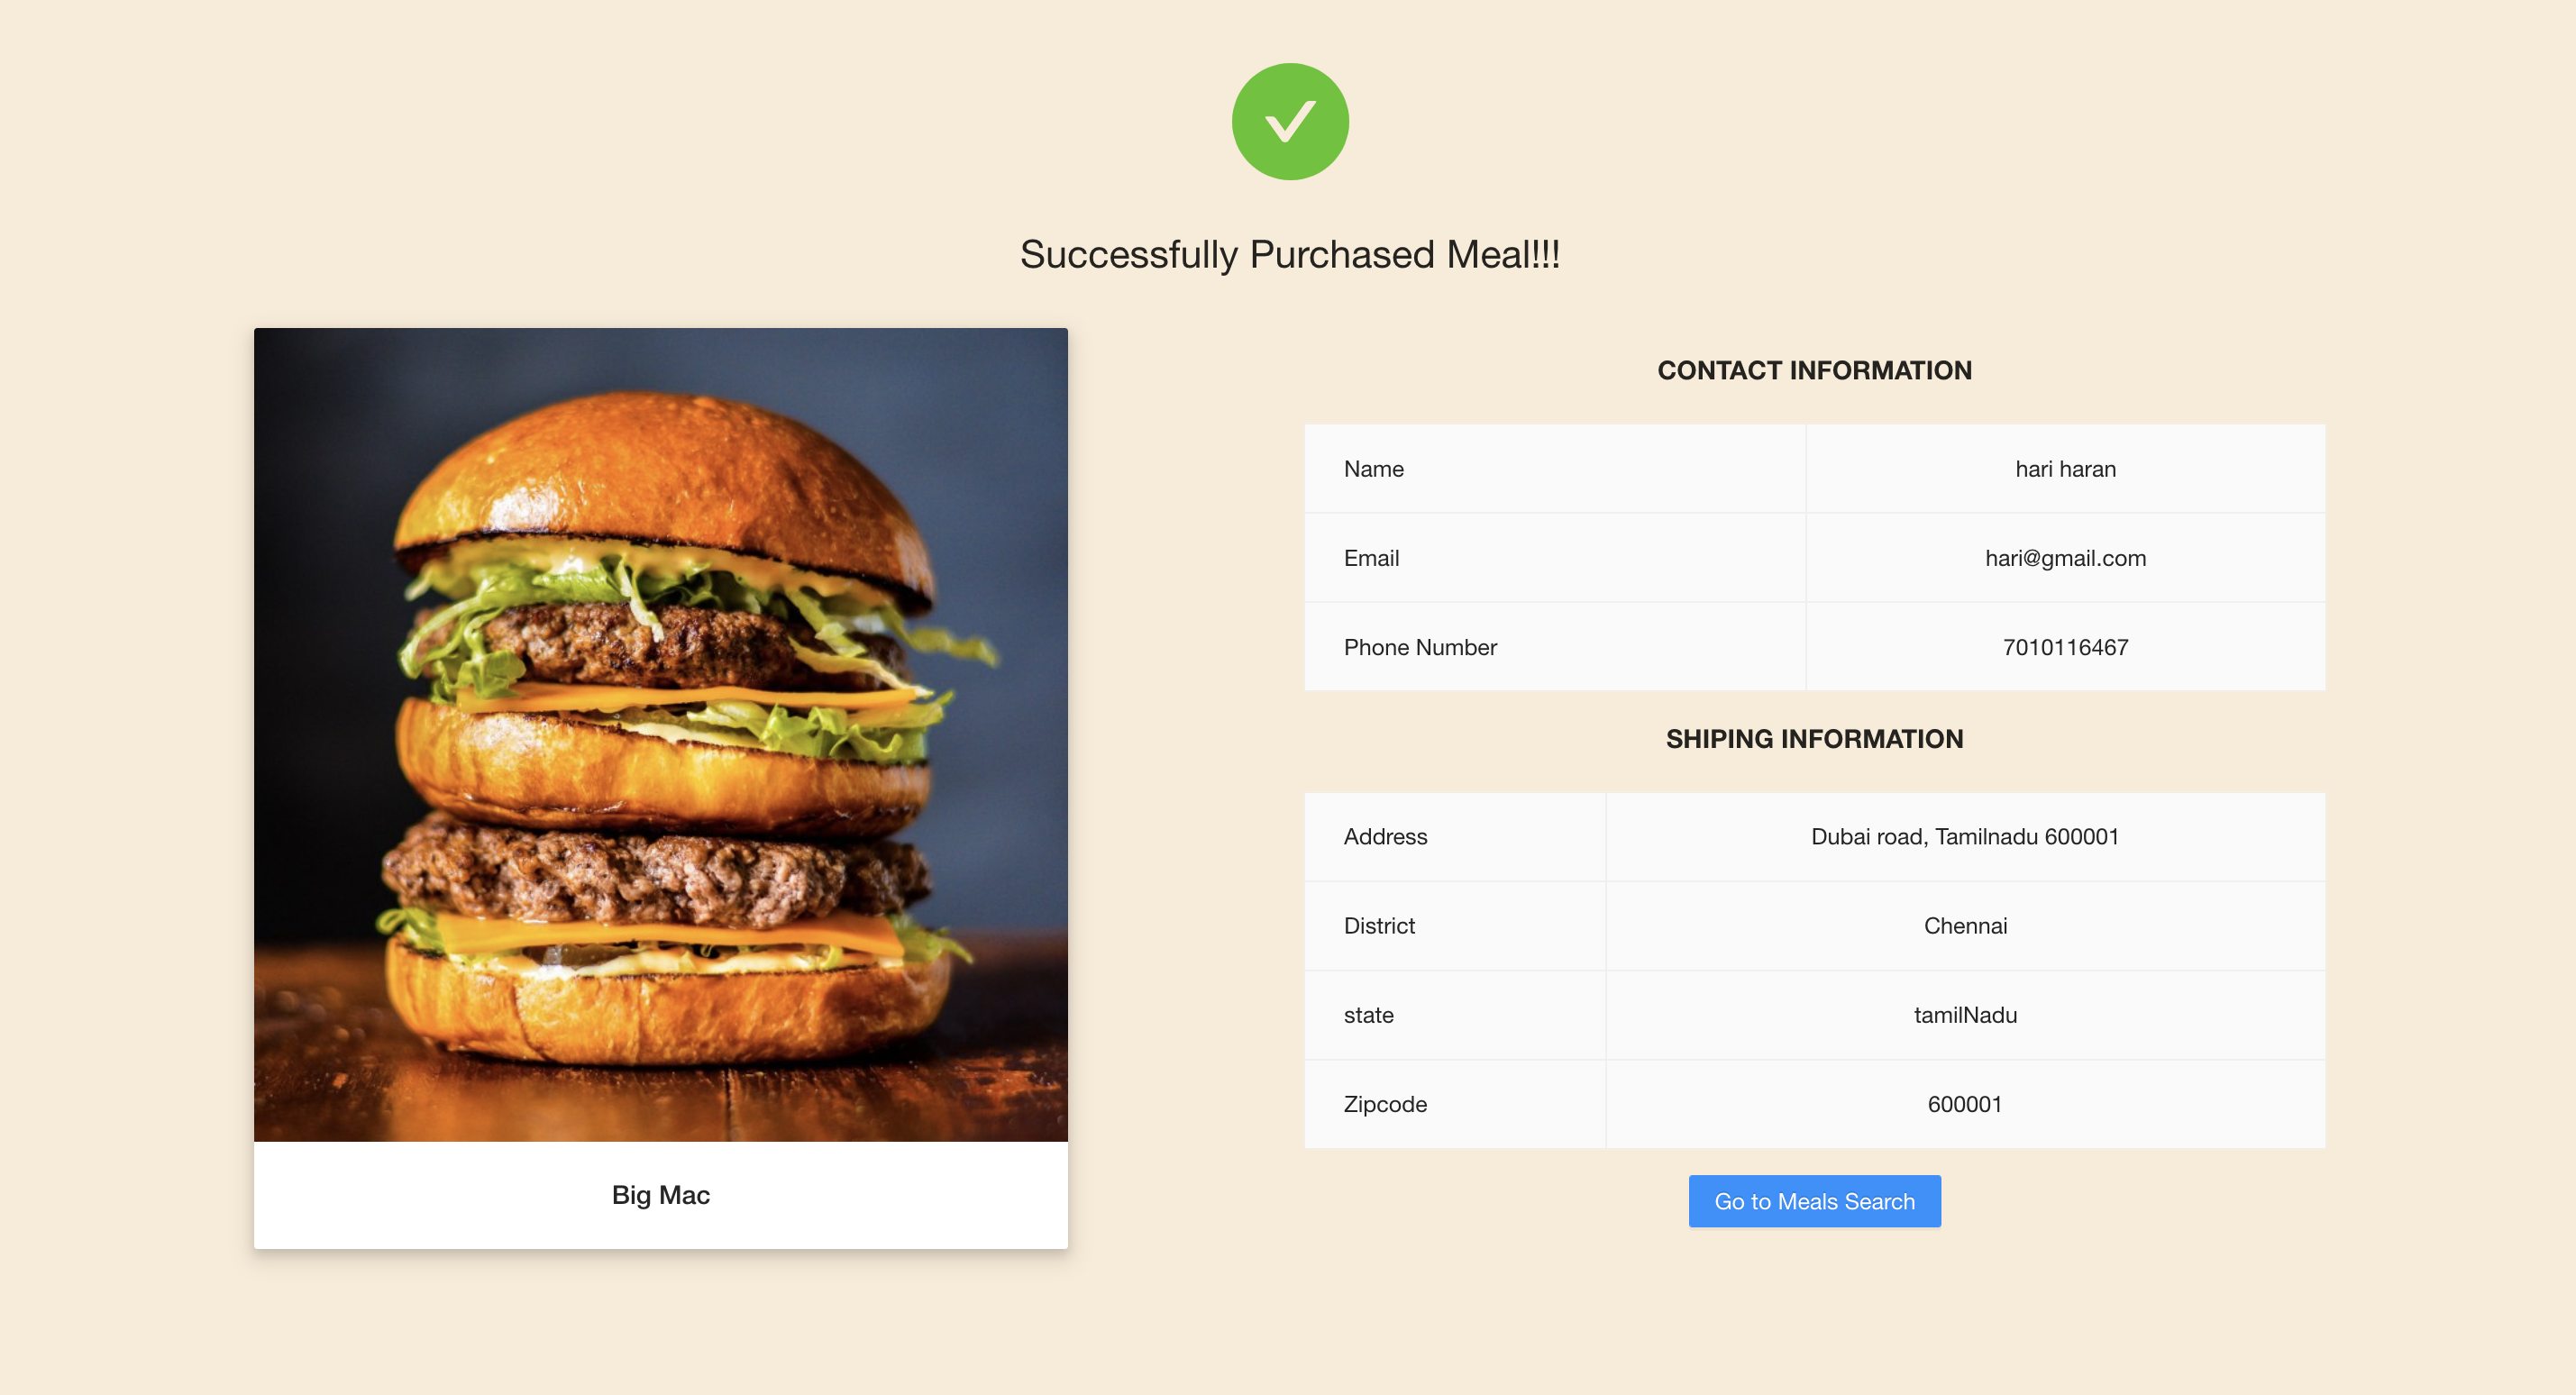 Successfully Purchased Meal!!!
Big Mac
CONTACT INFORMATION
Name hari haran
Email hari@gmail.com
Phone Number 7010116467
SHIPING INFORMATION
Address Dubai road, Tamilnadu 600001
District Chennai
state tamilNadu
Zipcode 600001
Go to Meals Search